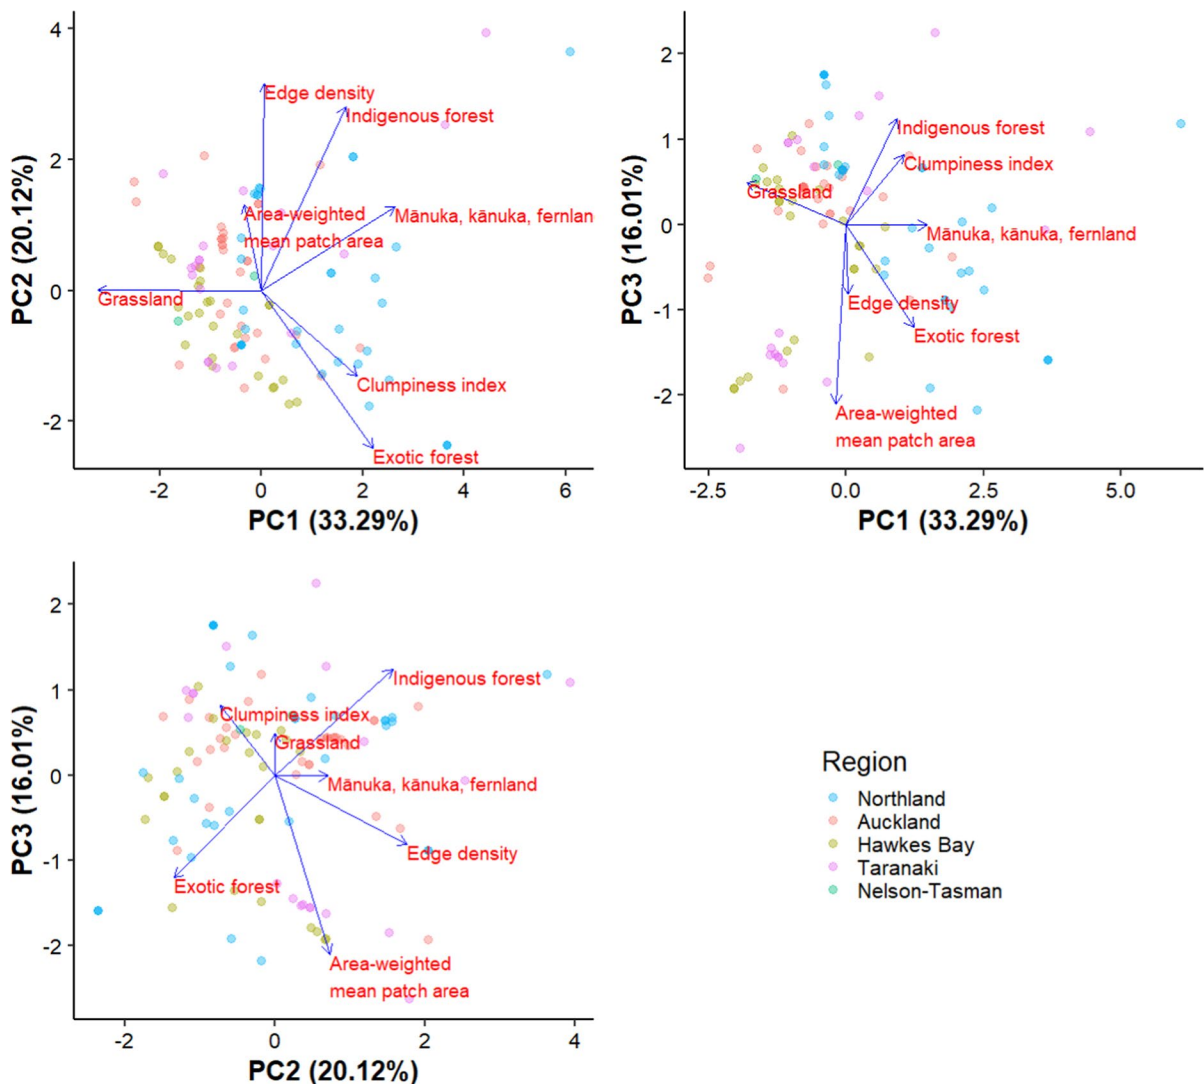 4
2
0
-2
PC2 (20.12%)
Edge density
Indigenous forest
Area-weighted
mean patch area
Mānuka, kānuka, fernlan
Grassland
Clumpiness index
Exotic forest
-2 0 2 4 6
PC1 (33.29%)
2
1
0
-1
-2
PC3 (16.01%)
Indigenous forest
Clumpiness index
Grassland
Mānuka, kānuka, fernland
Edge density
Exotic forest
Area-weighted
mean patch area
-2.5 0.0 2.5 5.0
PC1 (33.29%)
2
1
0
-1
-2
PC3 (16.01%)
Indigenous forest
Clumpiness index
Grassland
Mānuka, kānuka, fernland
Edge density
Exotic forest
Area-weighted
mean patch area
-2 0 2 4
PC2 (20.12%)
Region
Northland
Auckland
Hawkes Bay
Taranaki
Nelson-Tasman